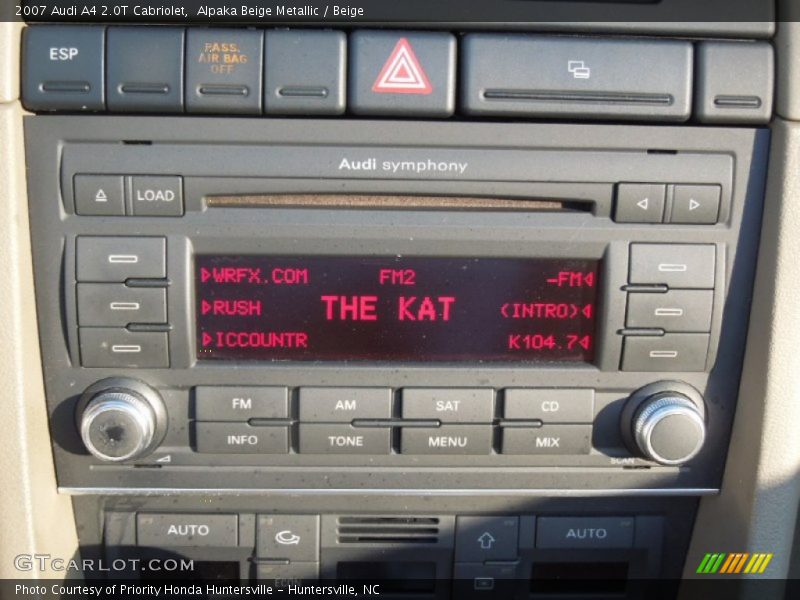 2007 Audi A4 2.0T Cabriolet, Alpaka Beige Metallic / Beige
ESP
PASS.
AIR BAG
OFF
Audi symphony
LOAD
WRFX.COM FM2 -FM
RUSH THE KAT (INTRO)
ICCOUNTR K104.7
FM AM SAT CD
INFO TONE MENU MIX
SCAN
AUTO AUTO
ECON
GTCARLOT.COM
Photo Courtesy of Priority Honda Huntersville - Huntersville, NC